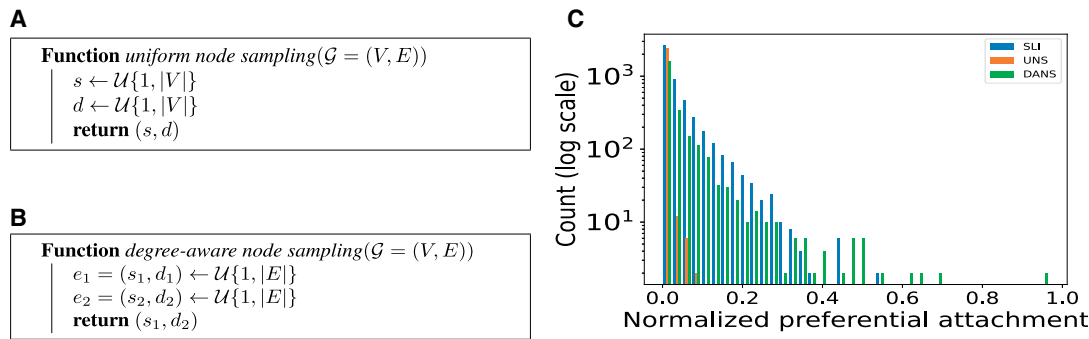 A
Function uniform node sampling(𝒢 = (V, E))
s ← 𝒰{1, |V|}
d ← 𝒰{1, |V|}
return (s, d)
B
Function degree-aware node sampling(𝒢 = (V, E))
e₁ = (s₁, d₁) ← 𝒰{1, |E|}
e₂ = (s₂, d₂) ← 𝒰{1, |E|}
return (s₁, d₂)
C
Count (log scale)
10³
10²
10¹
SLI
UNS
DANS
0.0 0.2 0.4 0.6 0.8 1.0
Normalized preferential attachment